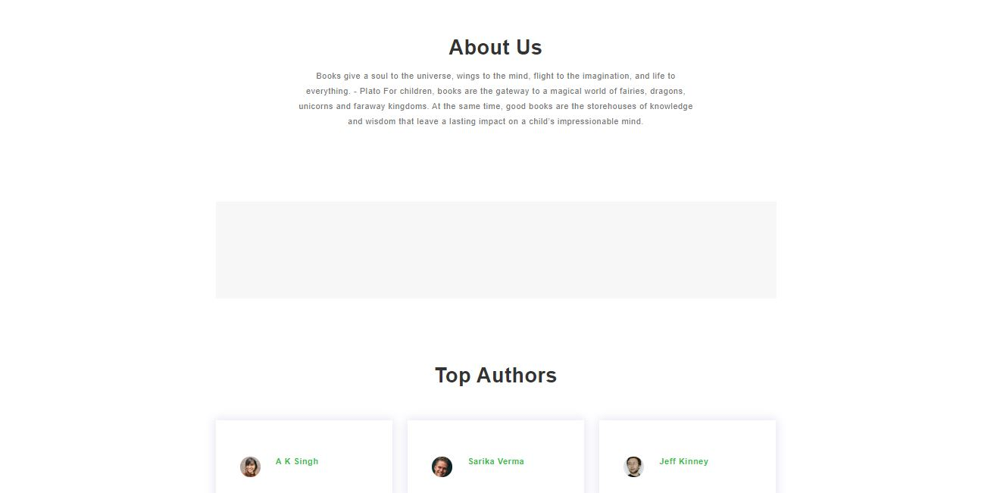 About Us
Books give a soul to the universe, wings to the mind, flight to the imagination, and life to
everything. - Plato For children, books are the gateway to a magical world of fairies, dragons,
unicorns and faraway kingdoms. At the same time, good books are the storehouses of knowledge
and wisdom that leave a lasting impact on a child's impressionable mind.
Top Authors
A K Singh
Sarika Verma
Jeff Kinney